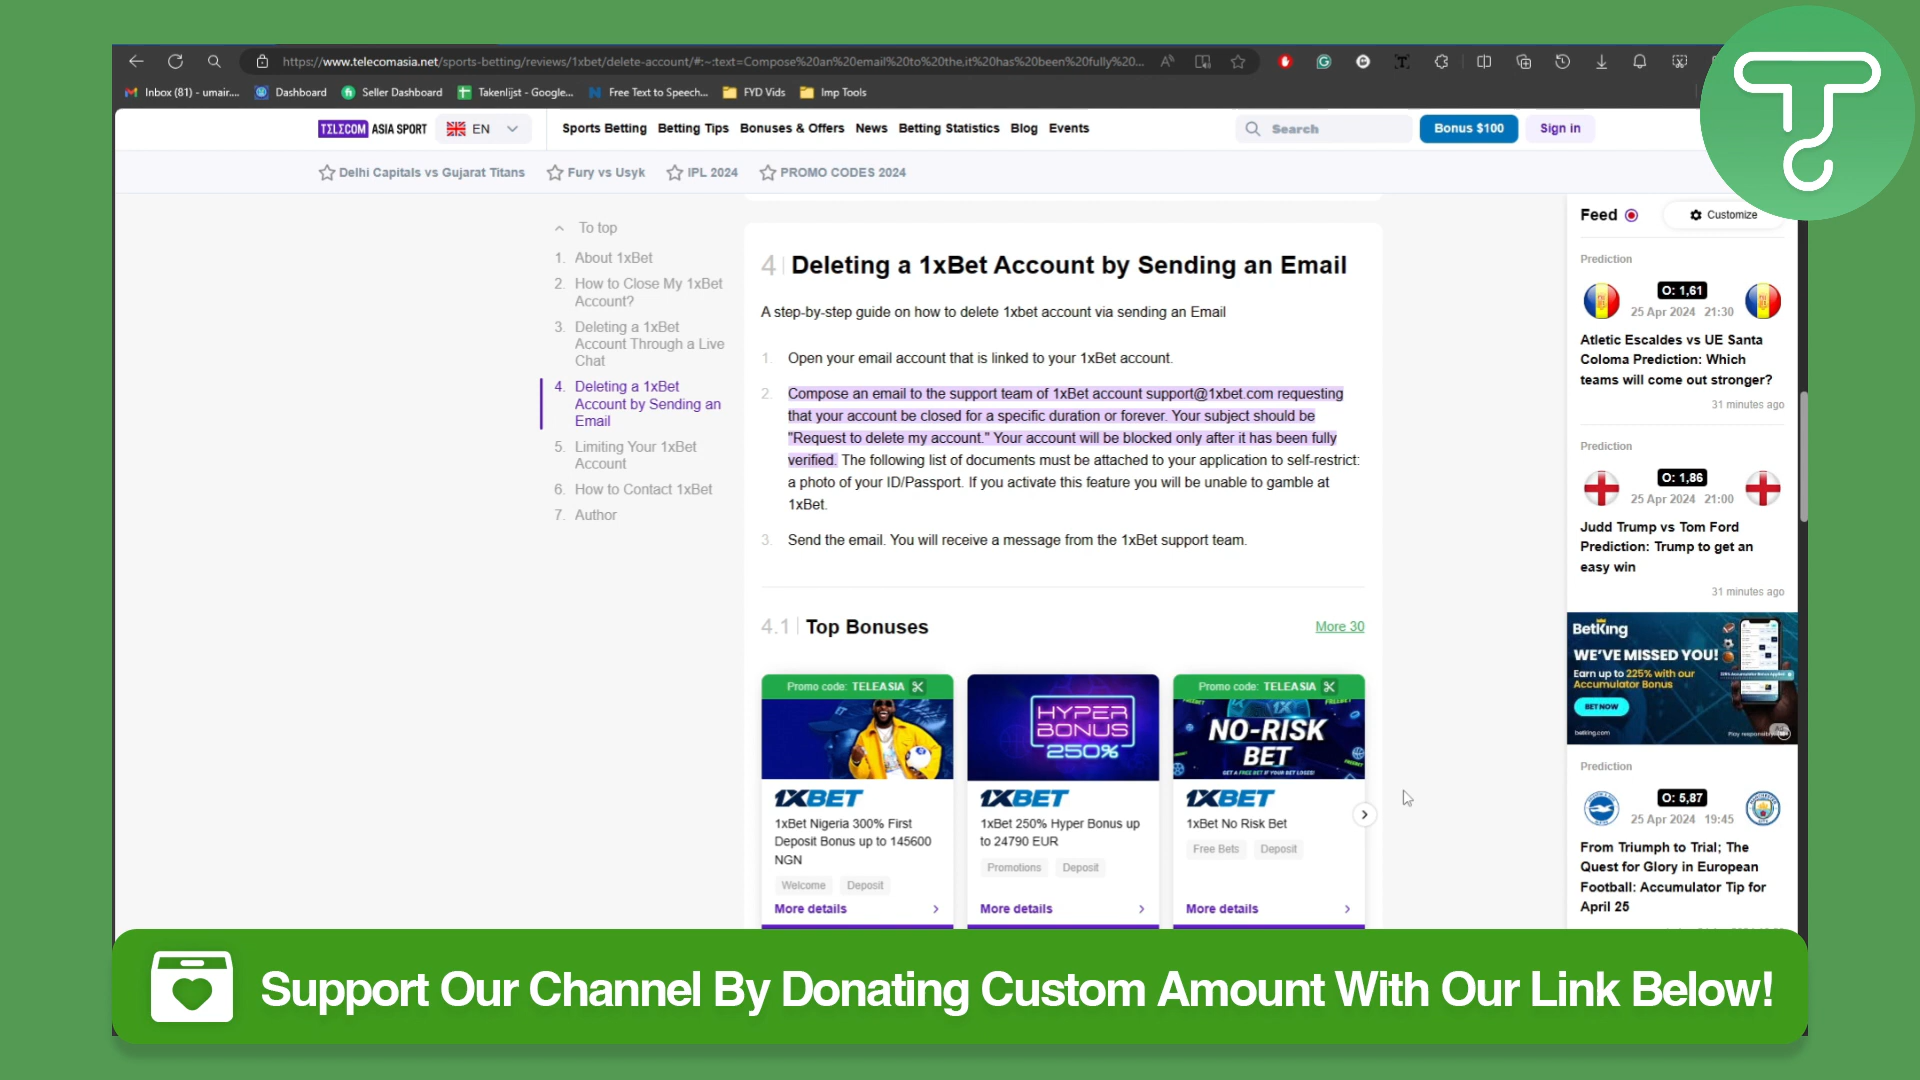 https://www.telecomasia.net/sports-betting/reviews/1xbet/delete-account/#:~:text=Compose%20an%20email%20to%20the,it%20has%20been%20fully%20...
Inbox (81) - umair.... Dashboard Seller Dashboard Takenlijst - Google... Free Text to Speech... FYD Vids Imp Tools
TELECOM ASIA SPORT EN Sports Betting Betting Tips Bonuses & Offers News Betting Statistics Blog Events Search Bonus $100 Sign in
Delhi Capitals vs Gujarat Titans Fury vs Usyk IPL 2024 PROMO CODES 2024
To top
1. About 1xBet
2. How to Close My 1xBet
Account?
3. Deleting a 1xBet
Account Through a Live
Chat
4. Deleting a 1xBet
Account by Sending an
Email
5. Limiting Your 1xBet
Account
6. How to Contact 1xBet
7. Author
4 Deleting a 1xBet Account by Sending an Email
A step-by-step guide on how to delete 1xbet account via sending an Email
1. Open your email account that is linked to your 1xBet account.
2. Compose an email to the support team of 1xBet account support@1xbet.com requesting
that your account be closed for a specific duration or forever. Your subject should be
"Request to delete my account." Your account will be blocked only after it has been fully
verified. The following list of documents must be attached to your application to self-restrict:
a photo of your ID/Passport. If you activate this feature you will be unable to gamble at
1xBet.
3. Send the email. You will receive a message from the 1xBet support team.
4.1 Top Bonuses More 30
Promo code: TELEASIA
1XBET
1xBet Nigeria 300% First
Deposit Bonus up to 145600
NGN
Welcome Deposit
More details
HYPER
BONUS
250%
1XBET
1xBet 250% Hyper Bonus up
to 24790 EUR
Promotions Deposit
More details
Promo code: TELEASIA
1X
FREEBET
NO-RISK
BET
GET A FREE BET IF YOUR BET LOSES!
1XBET
1xBet No Risk Bet
Free Bets Deposit
More details
Feed Customize
Prediction
O: 1,61
25 Apr 2024 21:30
Atletic Escaldes vs UE Santa
Coloma Prediction: Which
teams will come out stronger?
31 minutes ago
Prediction
O: 1,86
25 Apr 2024 21:00
Judd Trump vs Tom Ford
Prediction: Trump to get an
easy win
31 minutes ago
BetKing
WE'VE MISSED YOU!
Earn up to 225% with our
Accumulator Bonus
BET NOW
betking.com
Play responsibly
Prediction
O: 5,87
25 Apr 2024 19:45
From Triumph to Trial; The
Quest for Glory in European
Football: Accumulator Tip for
April 25
Support Our Channel By Donating Custom Amount With Our Link Below!